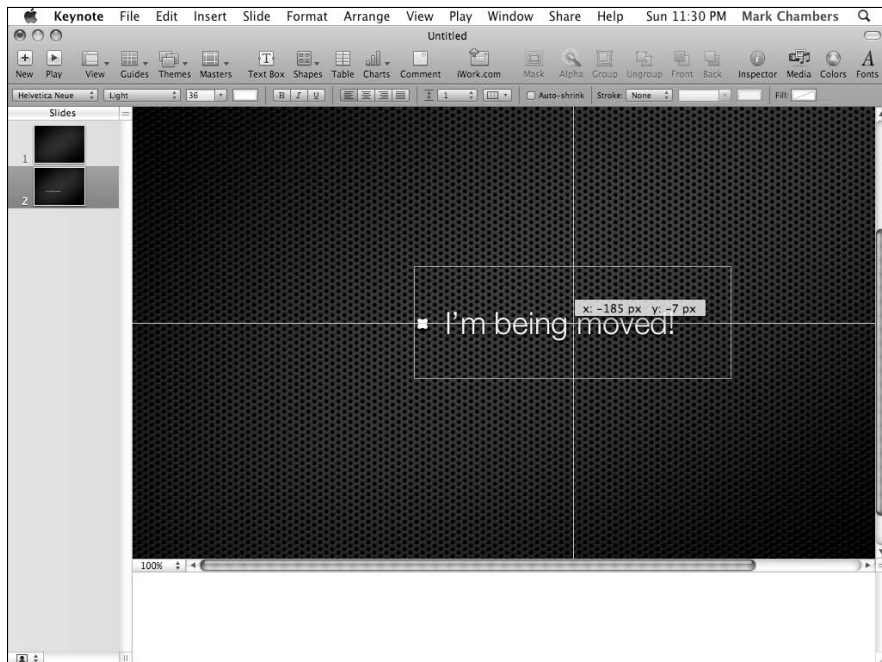 Keynote File Edit Insert Slide Format Arrange View Play Window Share Help Sun 11:30 PM Mark Chambers
Untitled
New Play View Guides Themes Masters Text Box Shapes Table Charts Comment iWork.com Mask Alpha Group Ungroup Front Back Inspector Media Colors Fonts
Helvetica Neue Light 36 B I U 1 Auto-shrink Stroke: None Fill:
Slides
1
2
x: -185 px y: -7 px
I'm being moved!
100%